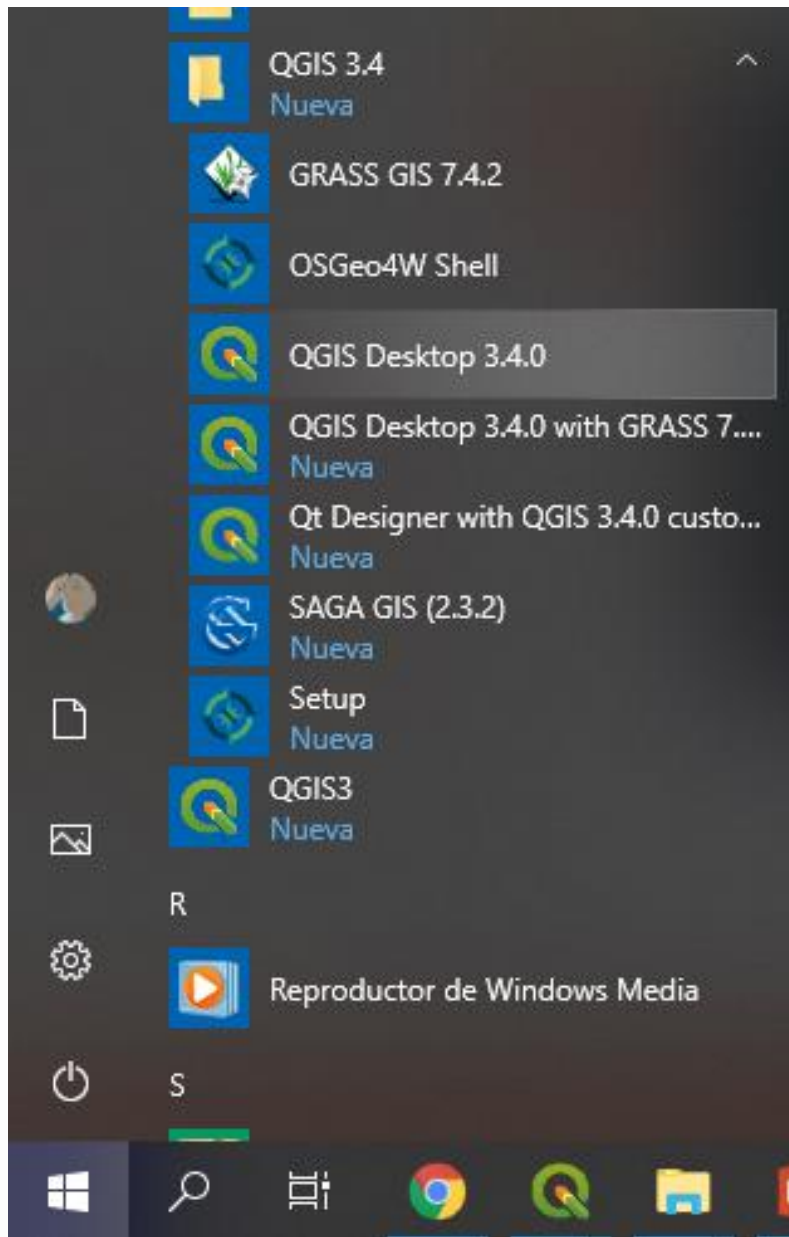 QGIS 3.4
Nueva
GRASS GIS 7.4.2
OSGeo4W Shell
QGIS Desktop 3.4.0
QGIS Desktop 3.4.0 with GRASS 7....
Nueva
Qt Designer with QGIS 3.4.0 custo...
Nueva
SAGA GIS (2.3.2)
Nueva
Setup
Nueva
QGIS3
Nueva
R
Reproductor de Windows Media
S